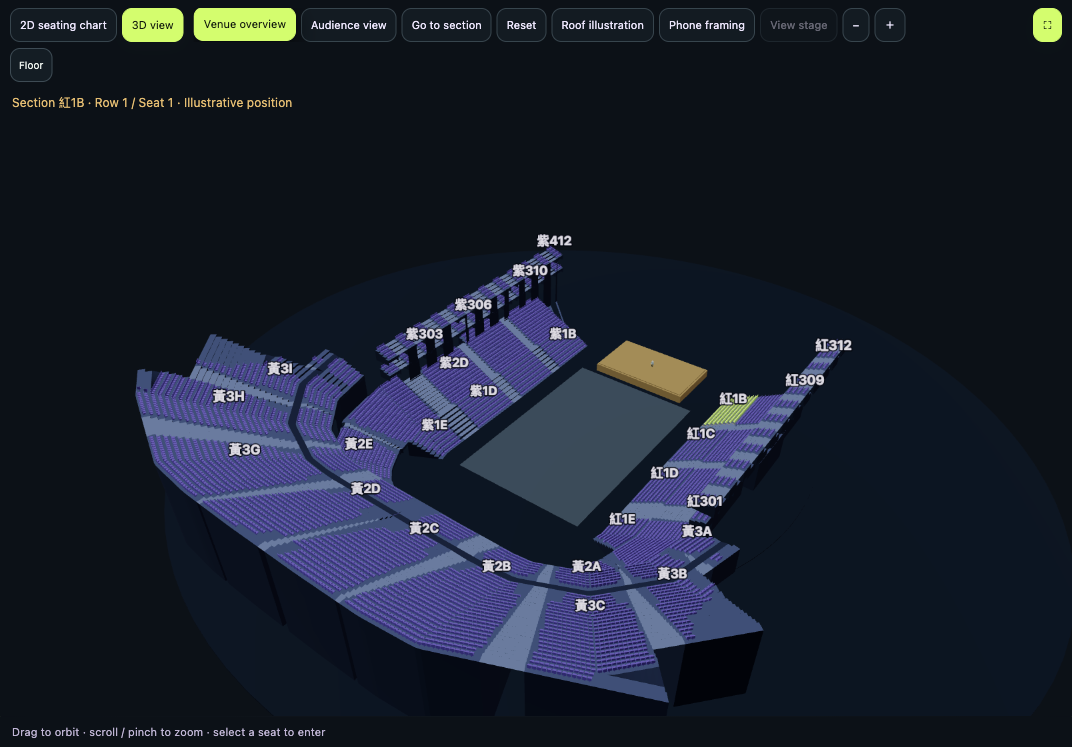 2D seating chart
3D view
Venue overview
Audience view
Go to section
Reset
Roof illustration
Phone framing
View stage
−
+
Floor
Section 紅1B · Row 1 / Seat 1 · Illustrative position
紫412
紫310
紫306
紫303
紫1B
紅312
紫2D
黃3I
紅309
紫1D
黃3H
紅1B
紫1E
紅1C
黃2E
黃3G
紅1D
黃2D
紅301
紅1E
黃2C
黃3A
黃2B
黃2A
黃3B
黃3C
Drag to orbit · scroll / pinch to zoom · select a seat to enter